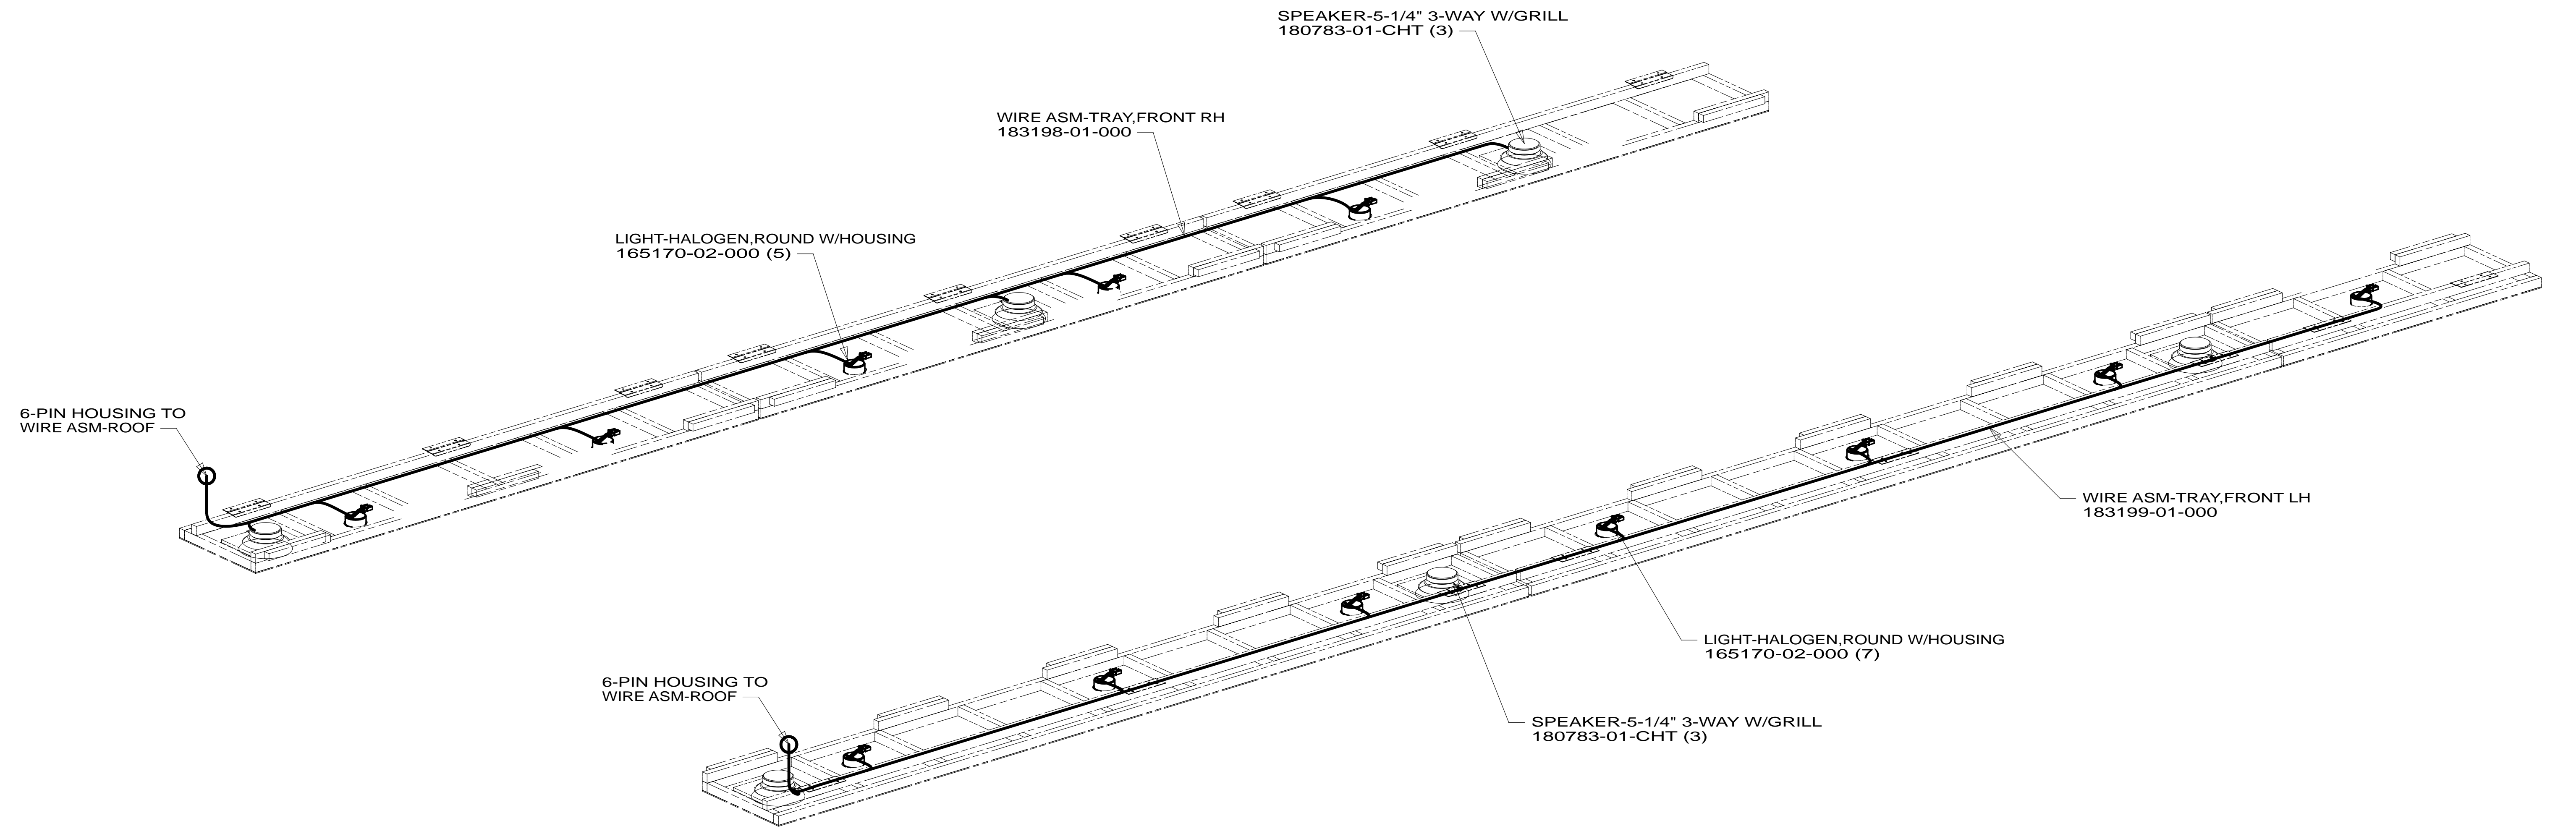 SPEAKER-5-1/4" 3-WAY W/GRILL
180783-01-CHT (3)
WIRE ASM-TRAY,FRONT RH
183198-01-000
LIGHT-HALOGEN,ROUND W/HOUSING
165170-02-000 (5)
6-PIN HOUSING TO
WIRE ASM-ROOF
WIRE ASM-TRAY,FRONT LH
183199-01-000
LIGHT-HALOGEN,ROUND W/HOUSING
165170-02-000 (7)
6-PIN HOUSING TO
WIRE ASM-ROOF
SPEAKER-5-1/4" 3-WAY W/GRILL
180783-01-CHT (3)